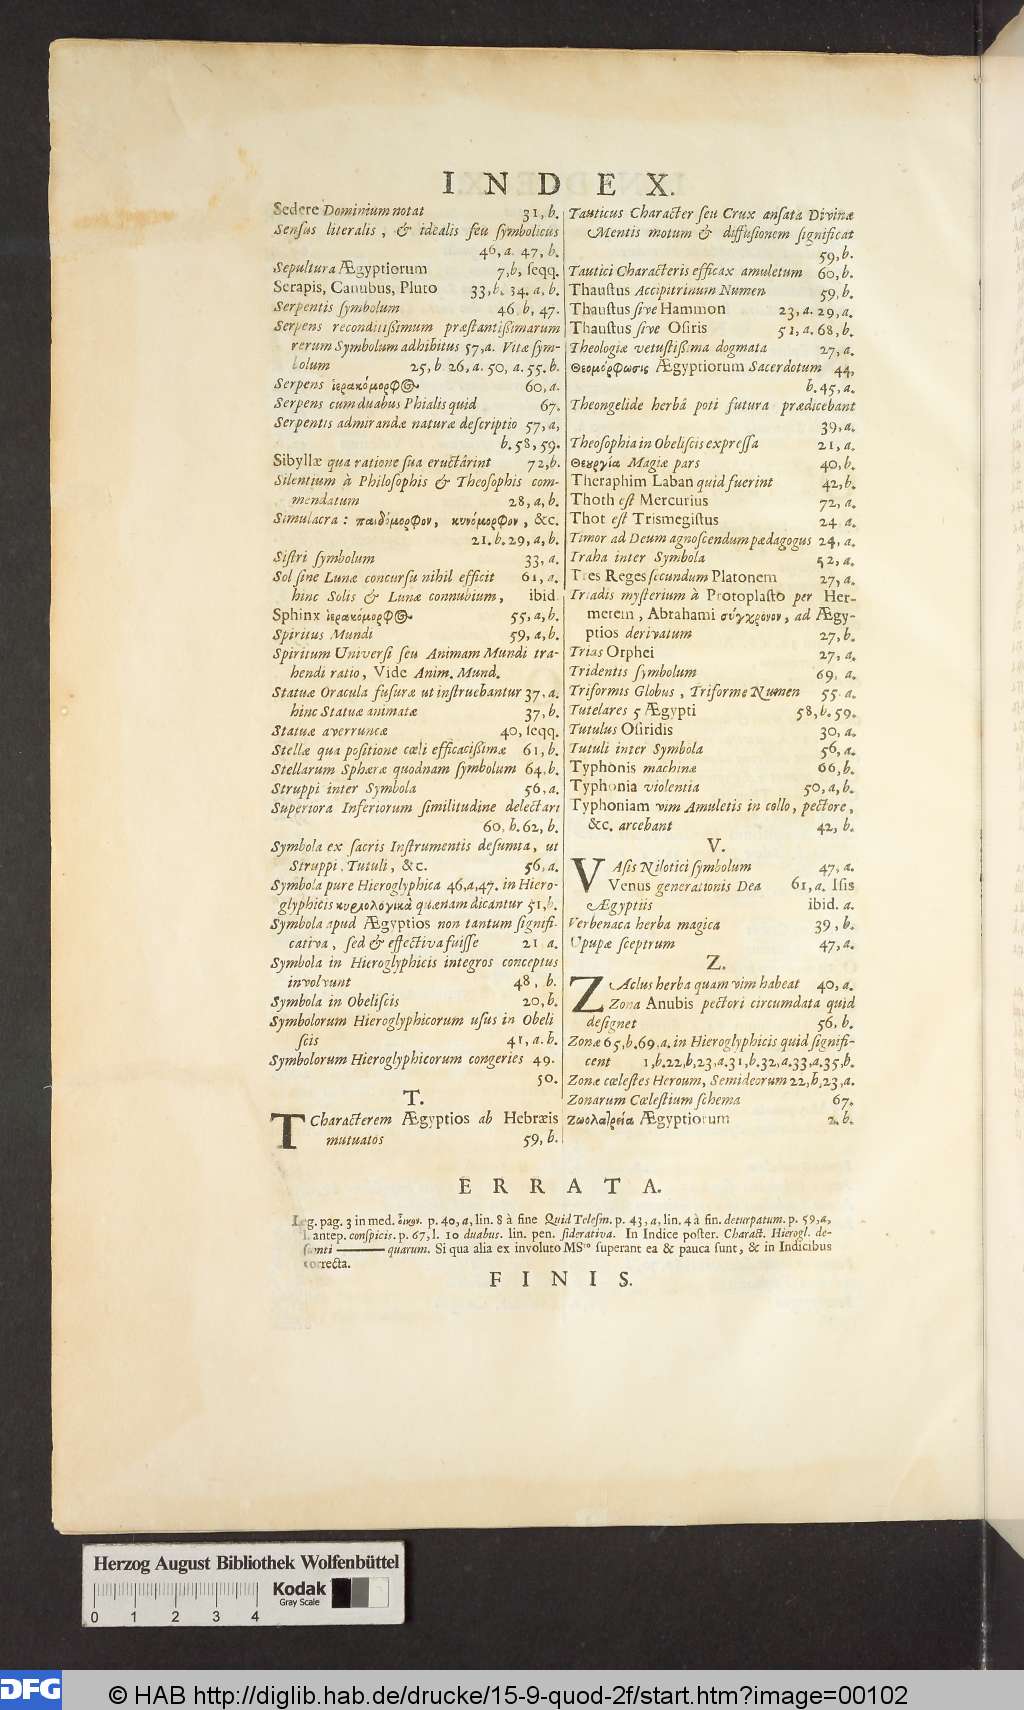 INDEX.
Sedere Dominium notat 31, b.
Sensus literalis, & idealis seu symbolicus
46, a. 47, b.
Sepultura Ægyptiorum 7, b, seqq.
Serapis, Canubus, Pluto 33, b. 34. a, b.
Serpentis symbolum 46, b, 47.
Serpens reconditißimum præstantißimarum
rerum Symbolum adhibitus 57, a. Vitæ sym-
bolum 25, b. 26, a. 50, a. 55. b.
Serpens ἱερακόμορφος 60, a.
Serpens cum duabus Phialis quid 67.
Serpentis admirandæ naturæ descriptio 57, a,
b. 58, 59.
Sibyllæ qua ratione sua eructârint 72, b.
Silentium à Philosophis & Theosophis com-
mendatum 28, a, b.
Simulacra: παιδόμορφον, κυνόμορφον, &c.
21. b. 29, a, b.
Sistri symbolum 33, a.
Sol sine Lunæ concursu nihil efficit 61, a.
hinc Solis & Lunæ connubium, ibid
Sphinx ἱερακόμορφος 55, a, b.
Spiritus Mundi 59, a, b.
Spiritum Universi seu Animam Mundi tra-
hendi ratio, Vide Anim. Mund.
Statuæ Oracula fusuræ ut instruebantur 37, a.
hinc Statuæ animatæ 37, b.
Statuæ averruncæ 40, seqq.
Stellæ qua positione cœli efficacißimæ 61, b.
Stellarum Sphæræ quodnam symbolum 64, b.
Struppi inter Symbola 56, a.
Superiora Inferiorum similitudine delectari
60, b. 62, b.
Symbola ex sacris Instrumentis desumta, ut
Struppi, Tutuli, &c. 56, a.
Symbola pure Hieroglyphica 46, a, 47. in Hiero-
glyphicis κυριολογικὰ quænam dicantur 51, b.
Symbola apud Ægyptios non tantum signifi-
cativa, sed & effectiva fuisse 21 a.
Symbola in Hieroglyphicis integros conceptus
involvunt 48, b.
Symbola in Obeliscis 20, b.
Symbolorum Hieroglyphicorum usus in Obeli
scis 41, a. b.
Symbolorum Hieroglyphicorum congeries 49.
50.
T.
T Characterem Ægyptios ab Hebræis
mutuatos 59, b.
Tauticus Character seu Crux ansata Divinæ
Mentis motum & diffusionem significat
59, b.
Tautici Characteris efficax amuletum 60, b.
Thaustus Accipitrinum Numen 59, b.
Thaustus sive Hammon 23, a. 29, a.
Thaustus sive Osiris 51, a. 68, b.
Theologiæ vetustißima dogmata 27, a.
Θεομόρφωσις Ægyptiorum Sacerdotum 44,
b. 45, a.
Theongelide herbâ poti futura prædicebant
39, a.
Theosophia in Obeliscis expressa 21, a.
Θεουργία Magiæ pars 40, b.
Theraphim Laban quid fuerint 42, b.
Thoth est Mercurius 72, a.
Thot est Trismegistus 24 a.
Timor ad Deum agnoscendum pædagogus 24, a.
Traha inter Symbola 52, a.
Tres Reges secundum Platonem 27, a.
Triadis mysterium à Protoplasto per Her-
metem, Abrahami σύγχρονον, ad Ægy-
ptios derivatum 27, b.
Trias Orphei 27, a.
Tridentis symbolum 69, a.
Triformis Globus, Triforme Numen 55. a.
Tutelares 5 Ægypti 58, b. 59.
Tutulus Osiridis 30, a.
Tutuli inter Symbola 56, a.
Typhonis machinæ 66, b.
Typhonia violentia 50, a, b.
Typhoniam vim Amuletis in collo, pectore,
&c. arcebant 42, b.
V.
VAsis Nilotici symbolum 47, a.
Venus generationis Dea 61, a. Isis
Ægyptiis ibid. a.
Verbenaca herba magica 39, b.
Upupæ sceptrum 47, a.
Z.
ZAclus herba quam vim habeat 40, a.
Zona Anubis pectori circumdata quid
designet 56, b.
Zonæ 65, b. 69, a. in Hieroglyphicis quid signifi-
cent 1, b. 22, b, 23, a. 31, b. 32, a. 33, a. 35, b.
Zonæ cœlestes Heroum, Semideorum 22, b, 23, a.
Zonarum Cœlestium schema 67.
Ζωολατρεία Ægyptiorum 2. b.
ERRATA.
Leg. pag. 3 in med. p. 40, a, lin. 8 à fine Quid Telesm. p. 43, a, lin. 4 à fin. deturpatum. p. 59, a,
l. antep. conspicis. p. 67, l. 10 duabus. lin. pen. siderativa. In Indice poster. Charact. Hierogl. de-
sumti —— quarum. Si qua alia ex involuto MSto superant ea & pauca sunt, & in Indicibus
correcta.
FINIS.
Herzog August Bibliothek Wolfenbüttel
0 1 2 3 4
Kodak
Gray Scale
DFG
© HAB http://diglib.hab.de/drucke/15-9-quod-2f/start.htm?image=00102